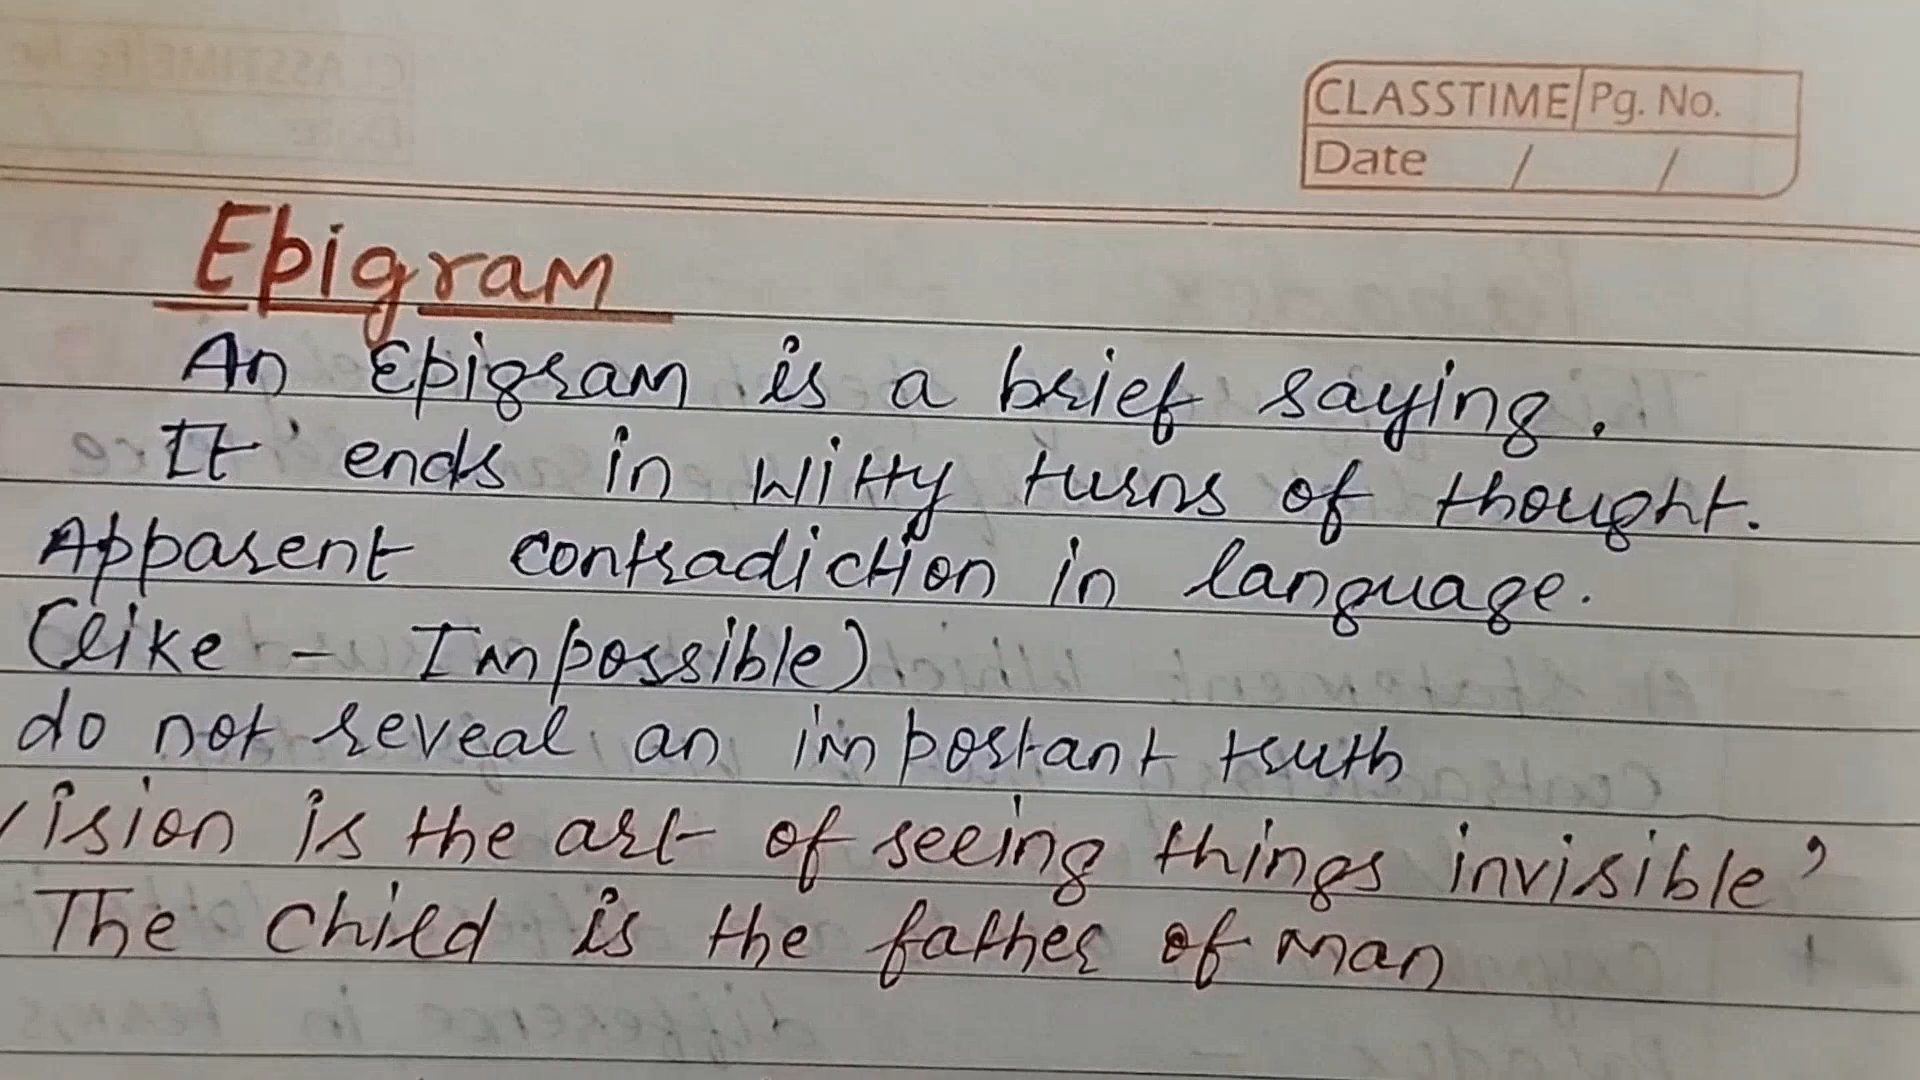 CLASSTIME Pg. No.
Date / /
Epigram
An Epigram is a brief saying.
It ends in witty turns of thought.
Apparent contradiction in language.
(like - Impossible)
do not reveal an important truth
Vision is the art of seeing things invisible'
The Child is the father of man